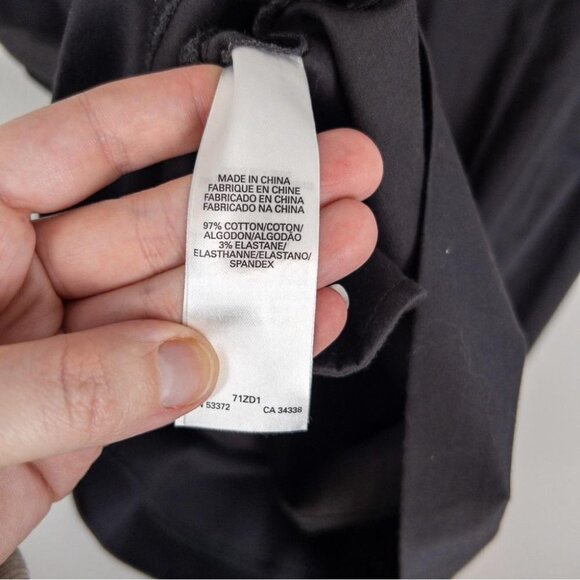 MADE IN CHINA
FABRIQUE EN CHINE
FABRICADO EN CHINA
FABRICADO NA CHINA
97% COTTON/COTON/
ALGODON/ALGODÃO
3% ELASTANE/
ELASTHANNE/ELASTANO/
SPANDEX
71ZD1
53372 CA 34338